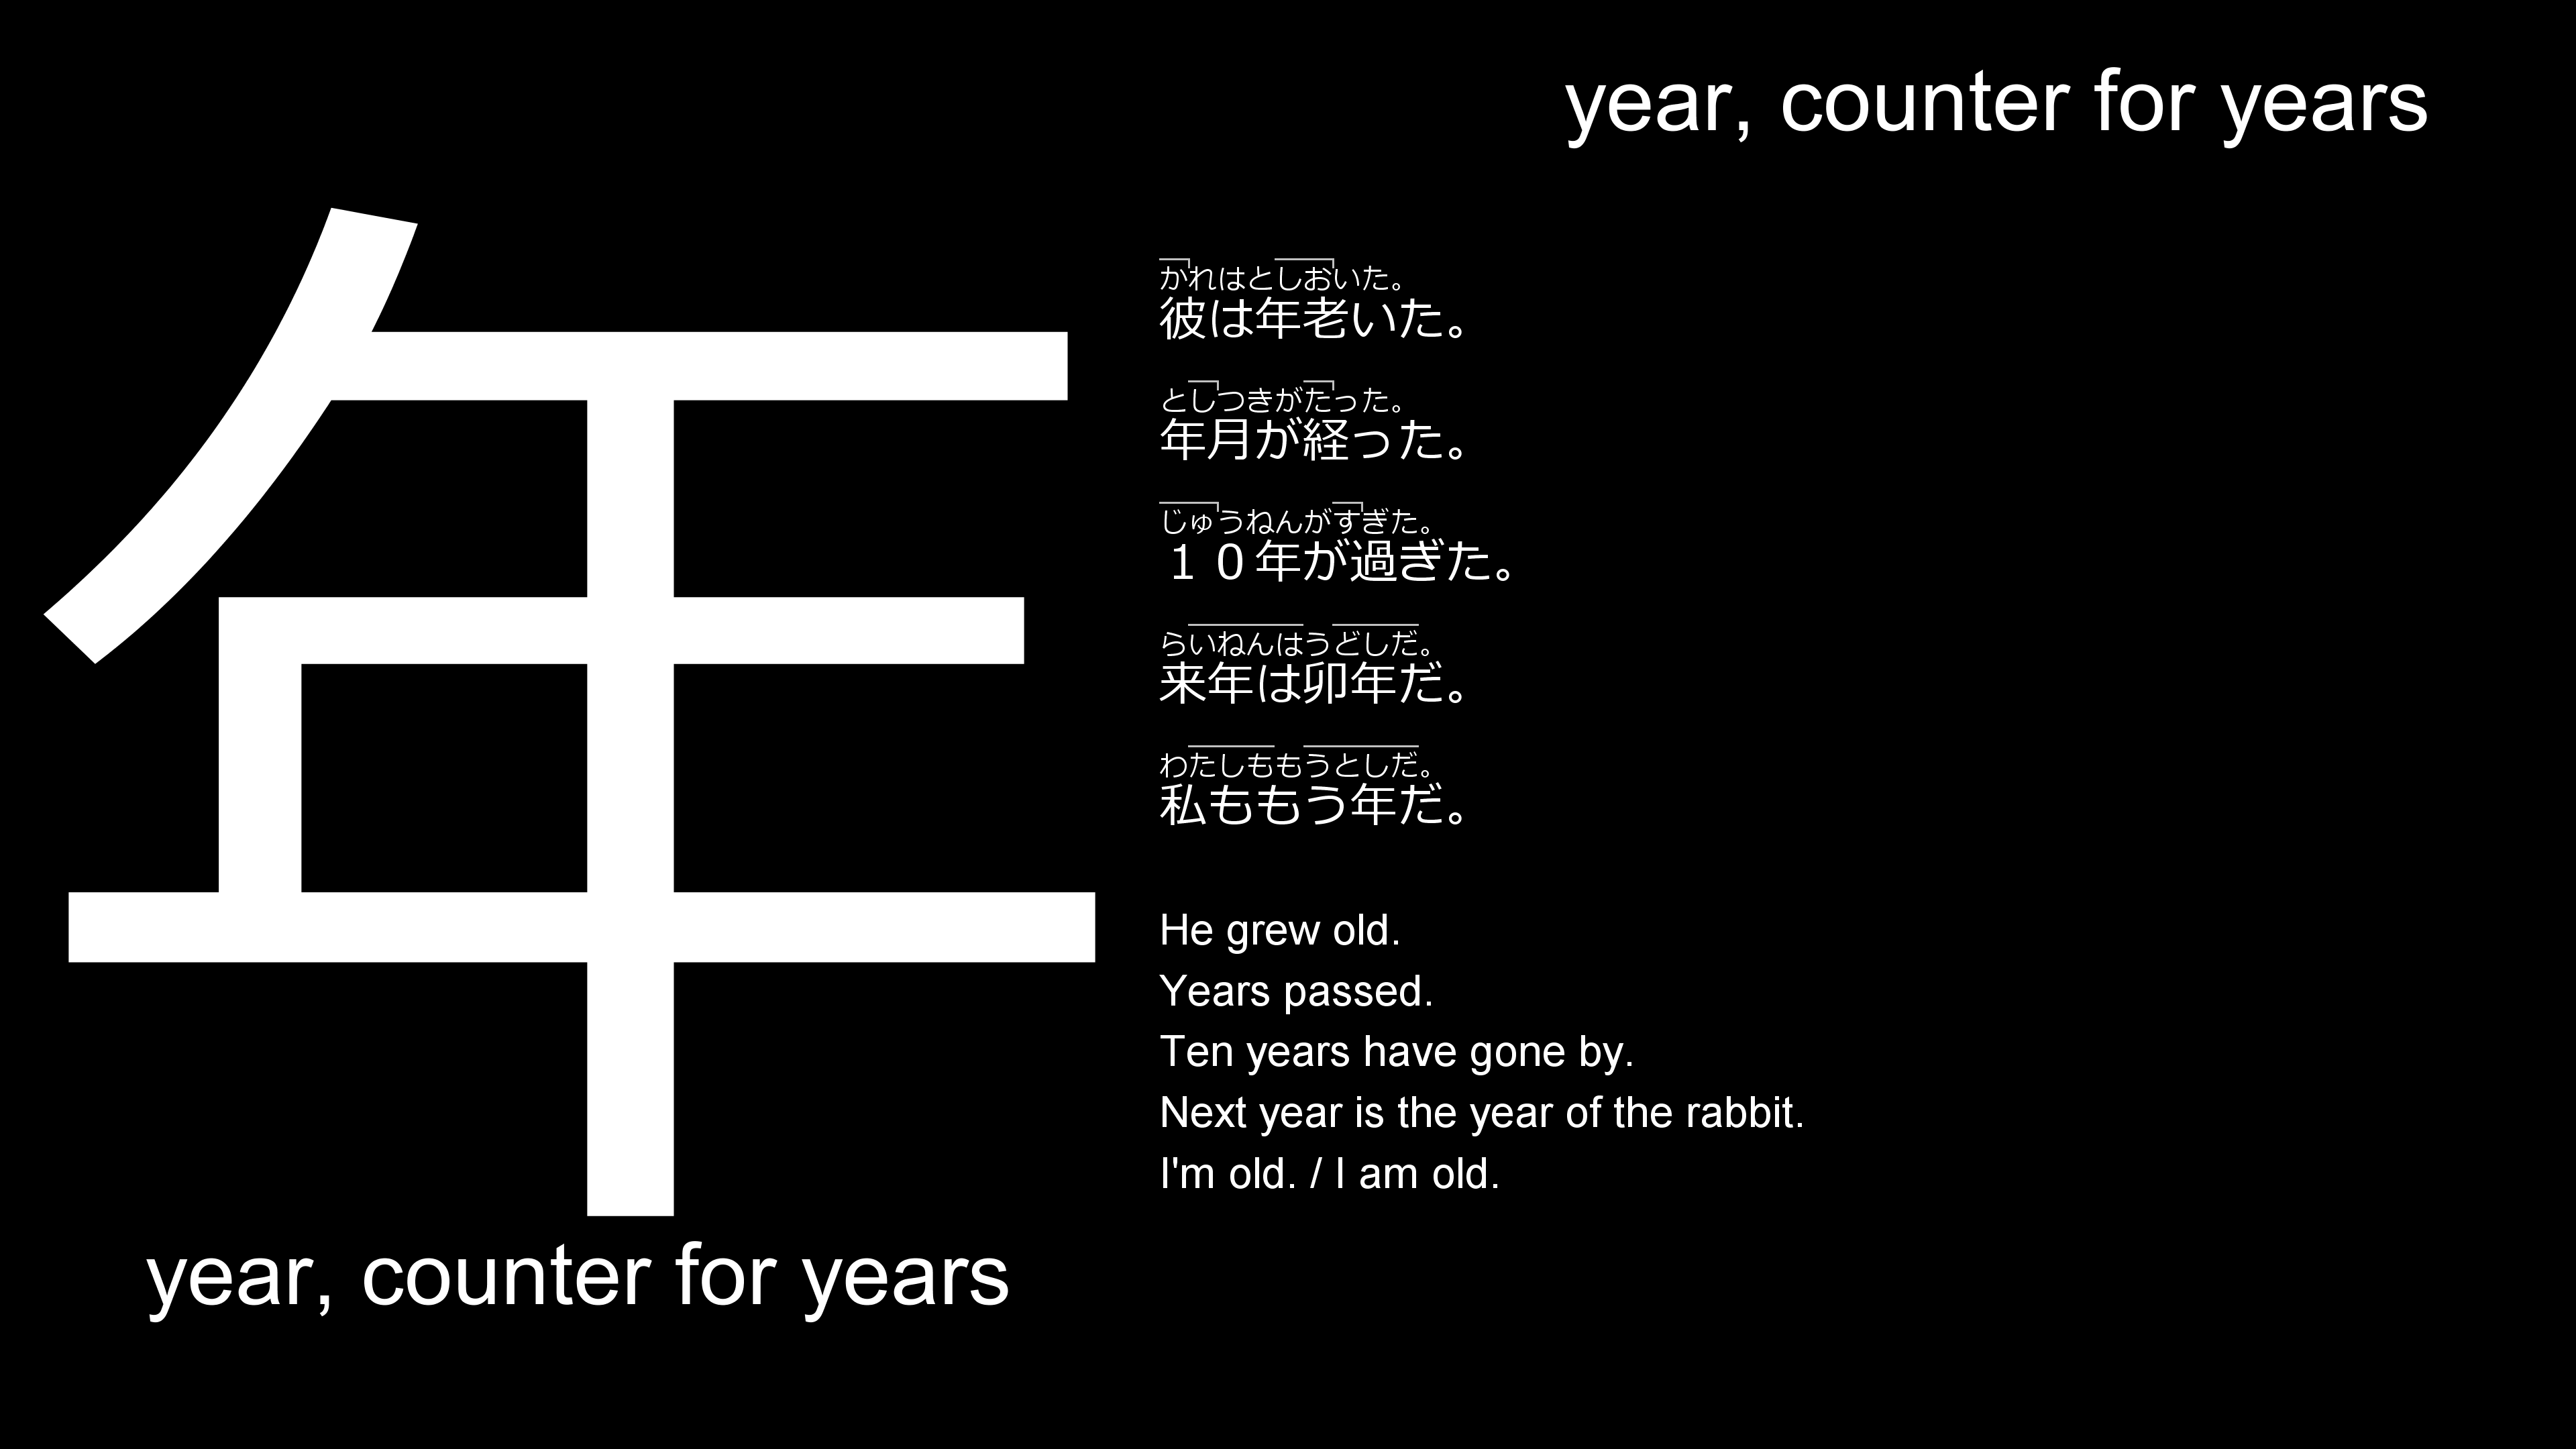 year, counter for years
年
year, counter for years
かれはとしおいた。
彼は年老いた。
としつきがたった。
年月が経った。
じゅうねんがすぎた。
１０年が過ぎた。
らいねんはうどしだ。
来年は卯年だ。
わたしももうとしだ。
私ももう年だ。
He grew old.
Years passed.
Ten years have gone by.
Next year is the year of the rabbit.
I'm old. / I am old.